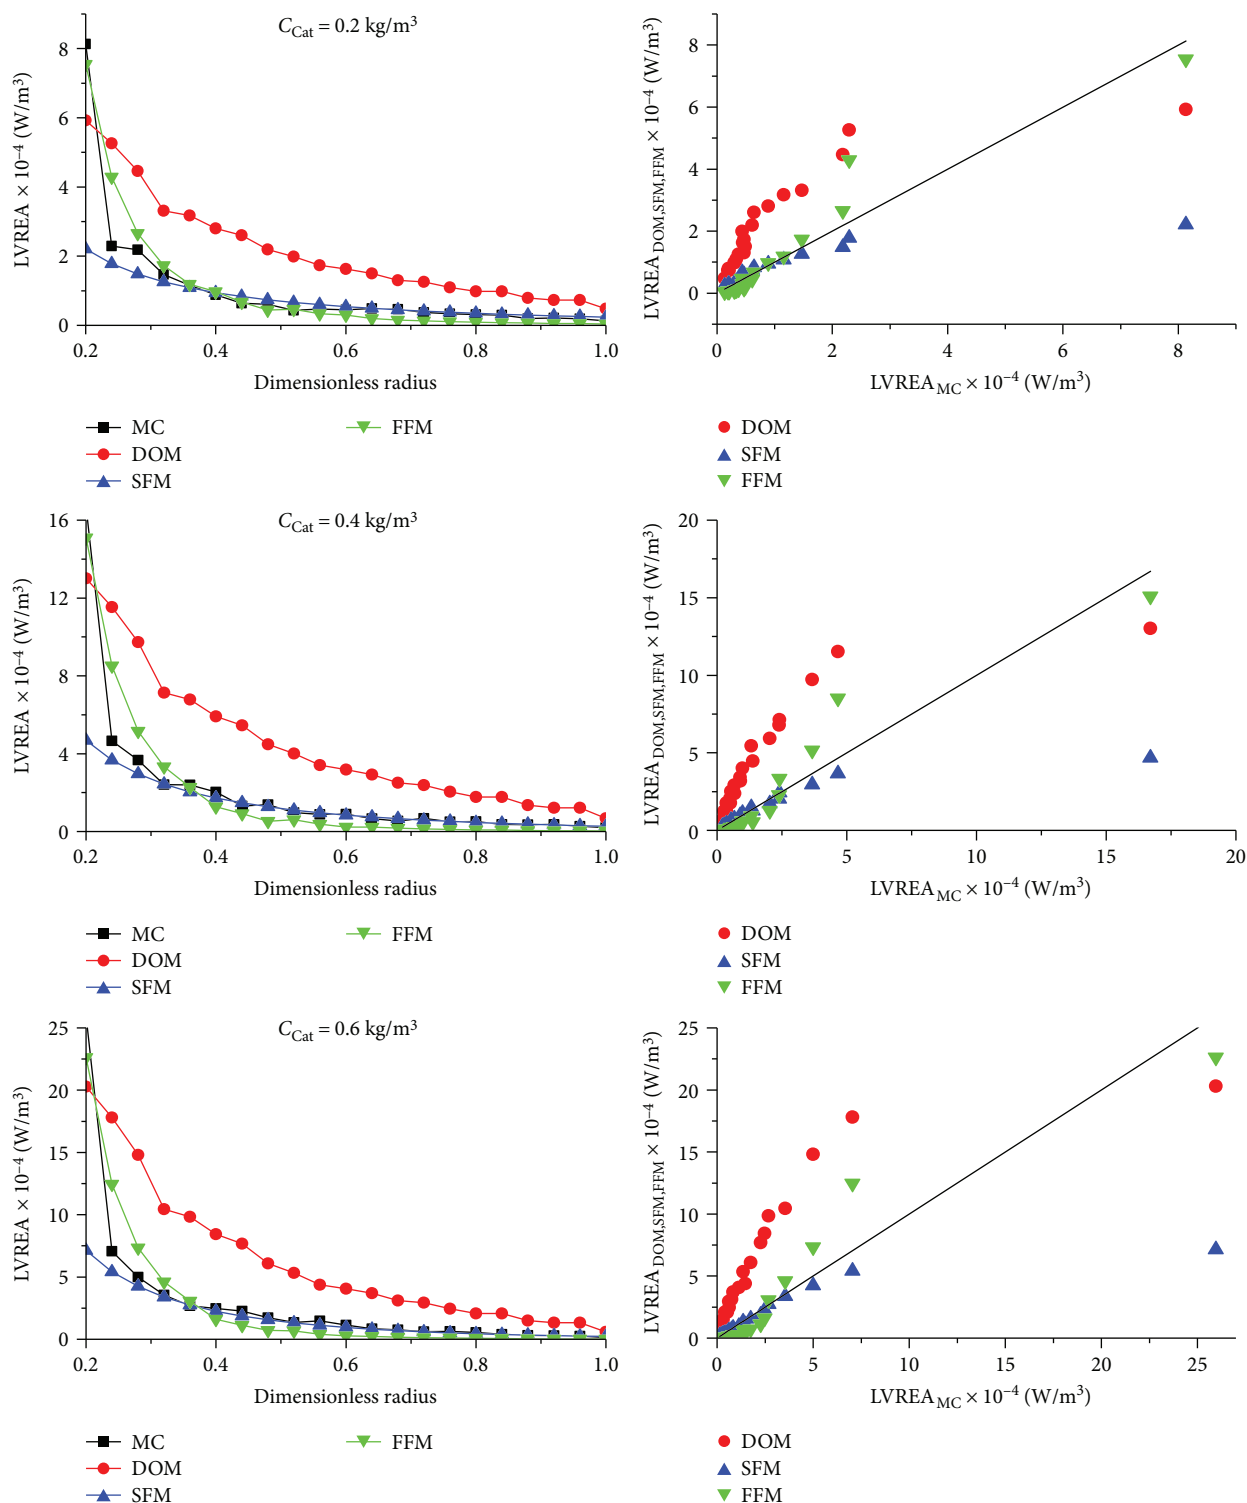 C_Cat = 0.2 kg/m³
LVREA × 10⁻⁴ (W/m³)
8
6
4
2
0
0.2 0.4 0.6 0.8 1.0
Dimensionless radius
MC FFM
DOM
SFM
LVREA_DOM,SFM,FFM × 10⁻⁴ (W/m³)
8
6
4
2
0
0 2 4 6 8
LVREA_MC × 10⁻⁴ (W/m³)
DOM
SFM
FFM
C_Cat = 0.4 kg/m³
LVREA × 10⁻⁴ (W/m³)
16
12
8
4
0
0.2 0.4 0.6 0.8 1.0
Dimensionless radius
MC FFM
DOM
SFM
LVREA_DOM,SFM,FFM × 10⁻⁴ (W/m³)
20
15
10
5
0
0 5 10 15 20
LVREA_MC × 10⁻⁴ (W/m³)
DOM
SFM
FFM
C_Cat = 0.6 kg/m³
LVREA × 10⁻⁴ (W/m³)
25
20
15
10
5
0
0.2 0.4 0.6 0.8 1.0
Dimensionless radius
MC FFM
DOM
SFM
LVREA_DOM,SFM,FFM × 10⁻⁴ (W/m³)
25
20
15
10
5
0
0 5 10 15 20 25
LVREA_MC × 10⁻⁴ (W/m³)
DOM
SFM
FFM